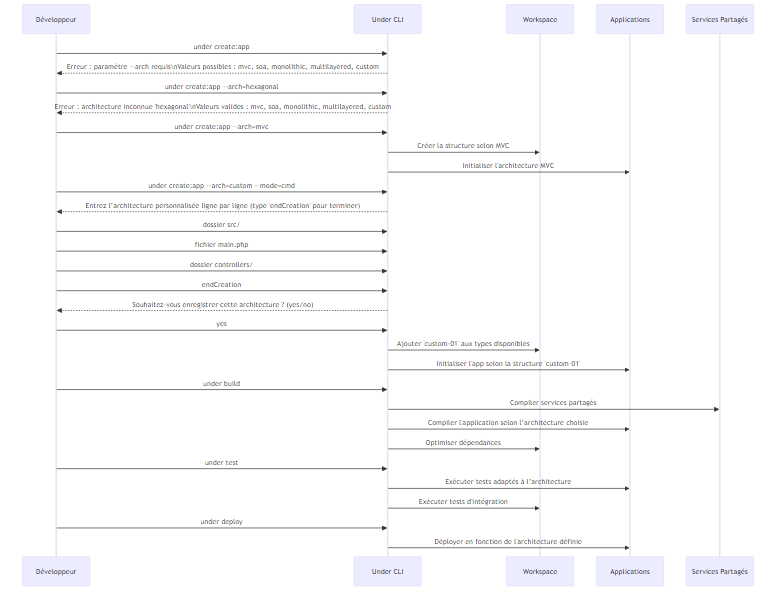 Développeur
Under CLI
Workspace
Applications
Services Partagés
under create:app
Erreur : paramètre --arch requis\nValeurs possibles : mvc, soa, monolithic, multilayered, custom
under create:app --arch=hexagonal
Erreur : architecture inconnue 'hexagonal'\nValeurs valides : mvc, soa, monolithic, multilayered, custom
under create:app --arch=mvc
Créer la structure selon MVC
Initialiser l'architecture MVC
under create:app --arch=custom --mode=cmd
Entrez l'architecture personnalisée ligne par ligne (type 'endCreation' pour terminer)
dossier src/
fichier main.php
dossier controllers/
endCreation
Souhaitez-vous enregistrer cette architecture ? (yes/no)
yes
Ajouter 'custom-01' aux types disponibles
Initialiser l'app selon la structure 'custom-01'
under build
Compiler services partagés
Compiler l'application selon l'architecture choisie
Optimiser dépendances
under test
Exécuter tests adaptés à l'architecture
Exécuter tests d'intégration
under deploy
Déployer en fonction de l'architecture définie
Développeur
Under CLI
Workspace
Applications
Services Partagés